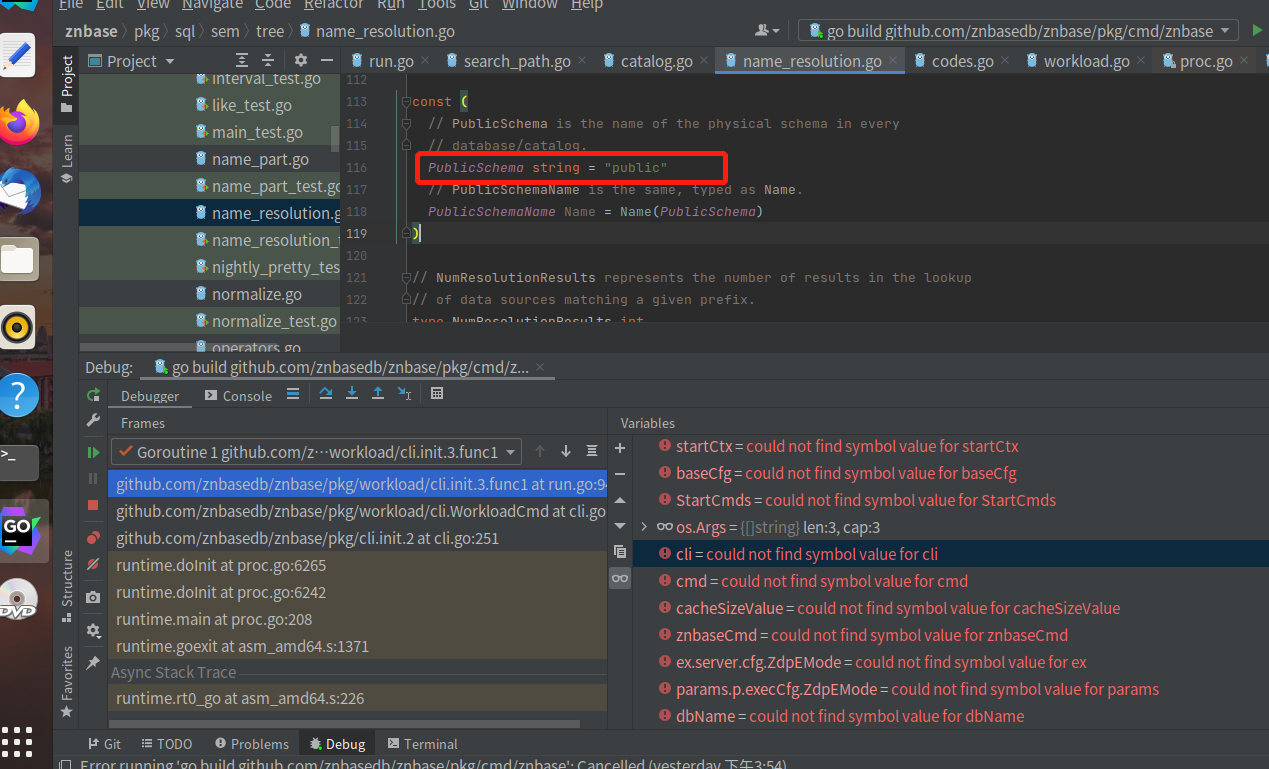 File Edit View Navigate Code Refactor Run Tools Git Window Help
znbase pkg sql sem tree name_resolution.go
go build github.com/znbasedb/znbase/pkg/cmd/znbase
Project
run.go search_path.go catalog.go name_resolution.go codes.go workload.go proc.go
Project
Learn
Structure
Favorites
interval_test.go
like_test.go
main_test.go
name_part.go
name_part_test.go
name_resolution.g
name_resolution_
nightly_pretty_tes
normalize.go
normalize_test.go
operators.go
112
113 const (
114 // PublicSchema is the name of the physical schema in every
115 // database/catalog.
116 PublicSchema string = "public"
117 // PublicSchemaName is the same, typed as Name.
118 PublicSchemaName Name = Name(PublicSchema)
119 )
120
121 // NumResolutionResults represents the number of results in the lookup
122 // of data sources matching a given prefix.
123 type NumResolutionResults int
Debug: go build github.com/znbasedb/znbase/pkg/cmd/z...
Debugger Console
Frames
Goroutine 1 github.com/z···workload/cli.init.3.func1
github.com/znbasedb/znbase/pkg/workload/cli.init.3.func1 at run.go:94
github.com/znbasedb/znbase/pkg/workload/cli.WorkloadCmd at cli.go
github.com/znbasedb/znbase/pkg/cli.init.2 at cli.go:251
runtime.doInit at proc.go:6265
runtime.doInit at proc.go:6242
runtime.main at proc.go:208
runtime.goexit at asm_amd64.s:1371
Async Stack Trace
runtime.rt0_go at asm_amd64.s:226
Variables
startCtx = could not find symbol value for startCtx
baseCfg = could not find symbol value for baseCfg
StartCmds = could not find symbol value for StartCmds
os.Args = {[]string} len:3, cap:3
cli = could not find symbol value for cli
cmd = could not find symbol value for cmd
cacheSizeValue = could not find symbol value for cacheSizeValue
znbaseCmd = could not find symbol value for znbaseCmd
ex.server.cfg.ZdpEMode = could not find symbol value for ex
params.p.execCfg.ZdpEMode = could not find symbol value for params
dbName = could not find symbol value for dbName
Git TODO Problems Debug Terminal
Error running 'go build github.com/znbasedb/znbase/pkg/cmd/znbase': Cancelled (yesterday 下午3:54)
GO
DVD